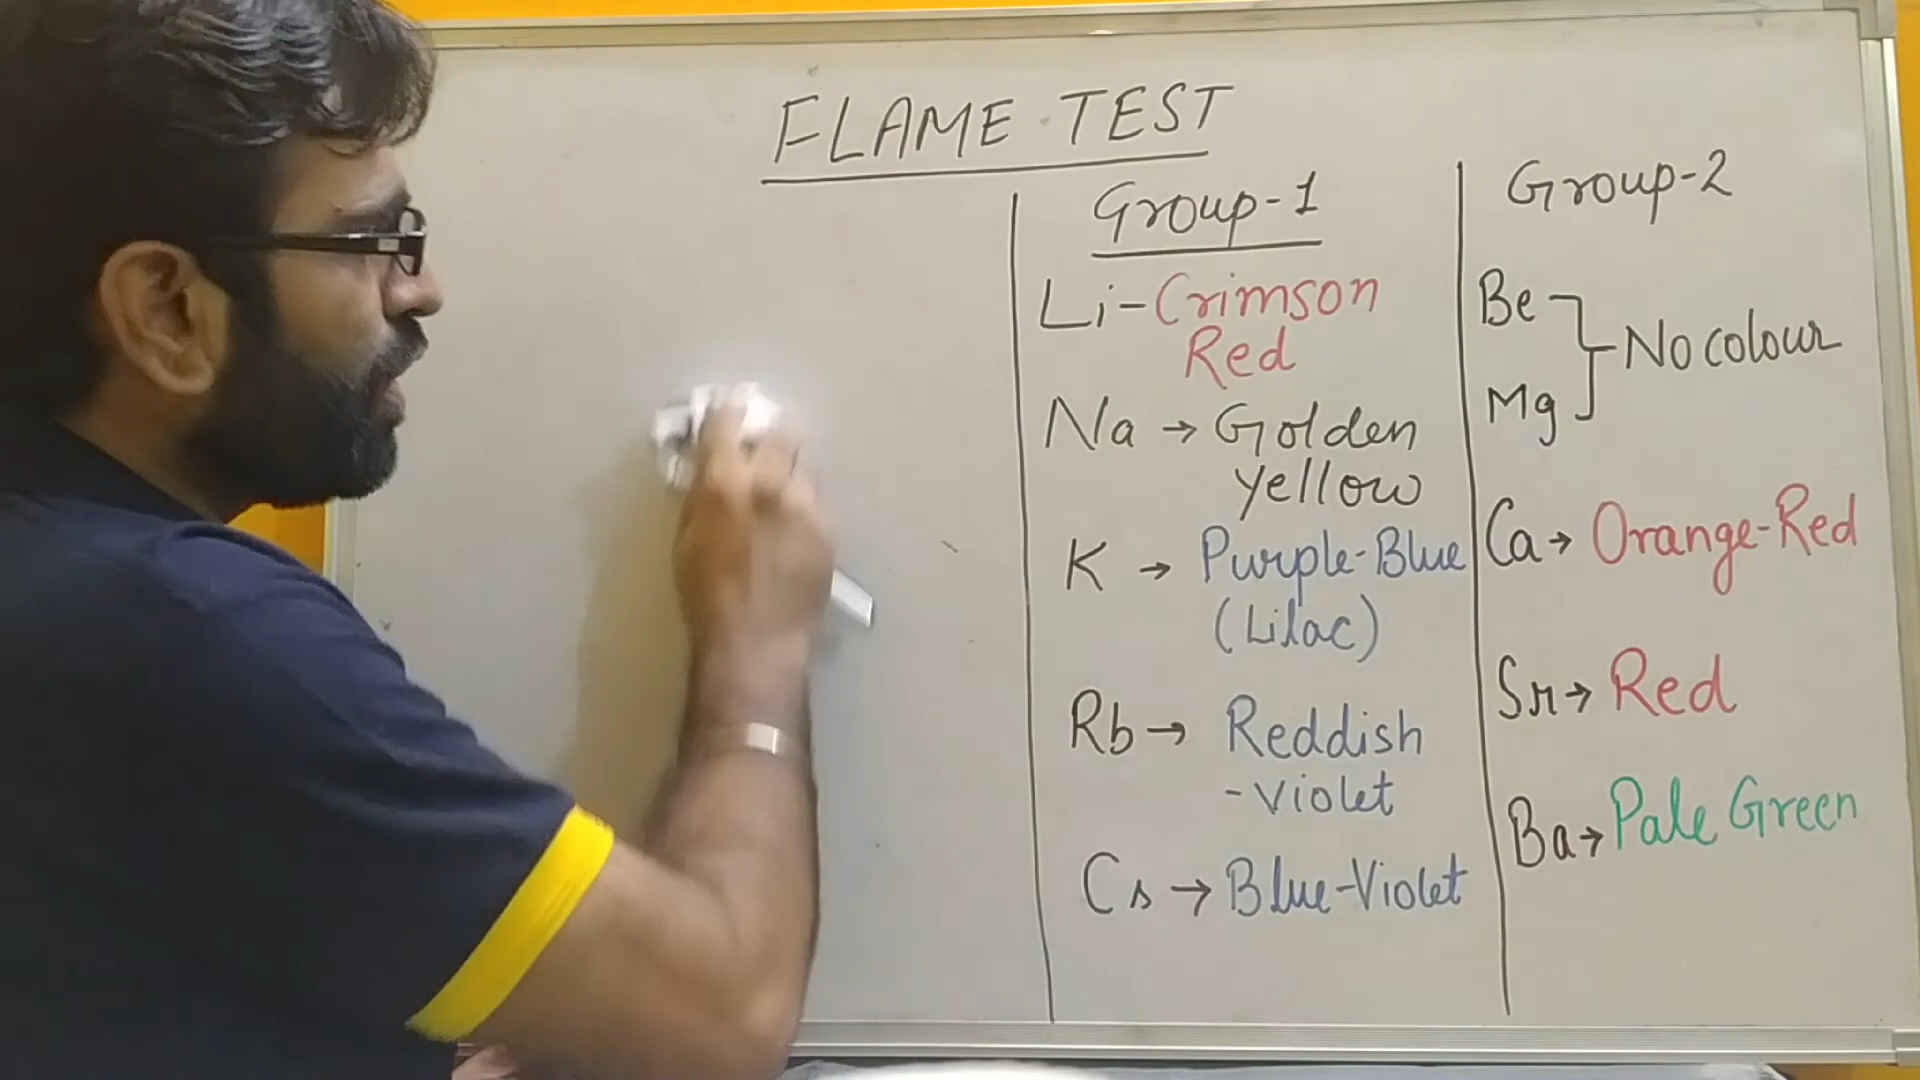 FLAME TEST
Group-1
Li-Crimson
Red
Na → Golden
yellow
K → Purple-Blue
(Lilac)
Rb → Reddish
-Violet
Cs → Blue-Violet
Group-2
Be
No colour
Mg
Ca → Orange-Red
Sr → Red
Ba → Pale Green